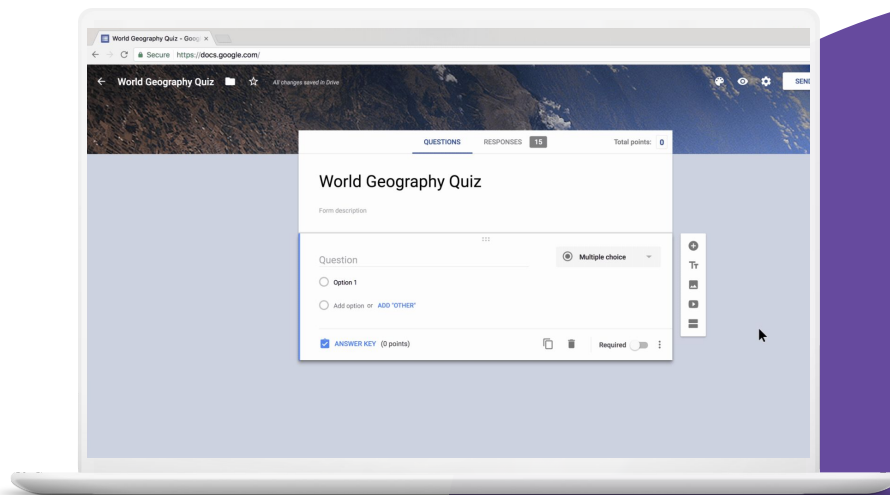 World Geography Quiz - Goog
Secure https://docs.google.com/
World Geography Quiz All changes saved in Drive
SEND
QUESTIONS RESPONSES 15 Total points: 0
World Geography Quiz
Form description
Question
Multiple choice
Option 1
Add option or ADD "OTHER"
ANSWER KEY (0 points)
Required